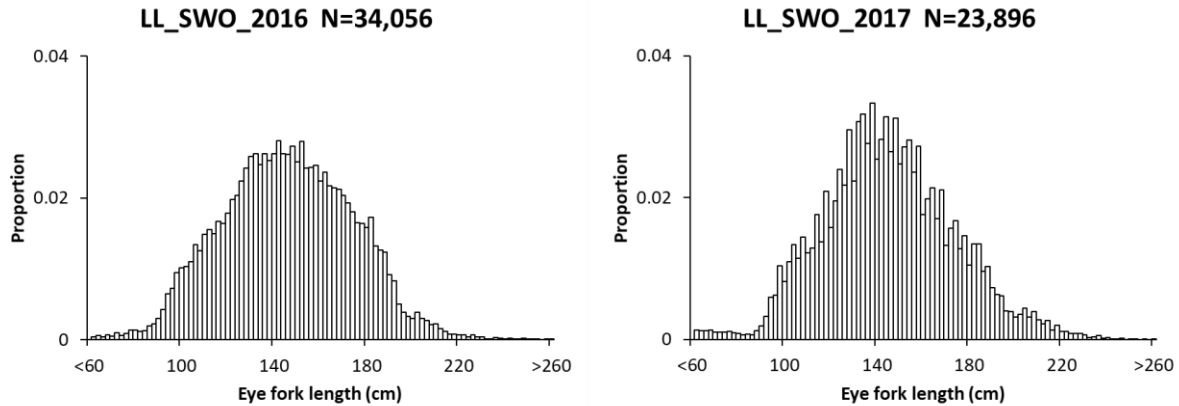 LL_SWO_2016 N=34,056
0.04
0.02
0
Proportion
<60 100 140 180 220 >260
Eye fork length (cm)
LL_SWO_2017 N=23,896
0.04
0.02
0
Proportion
<60 100 140 180 220 >260
Eye fork length (cm)